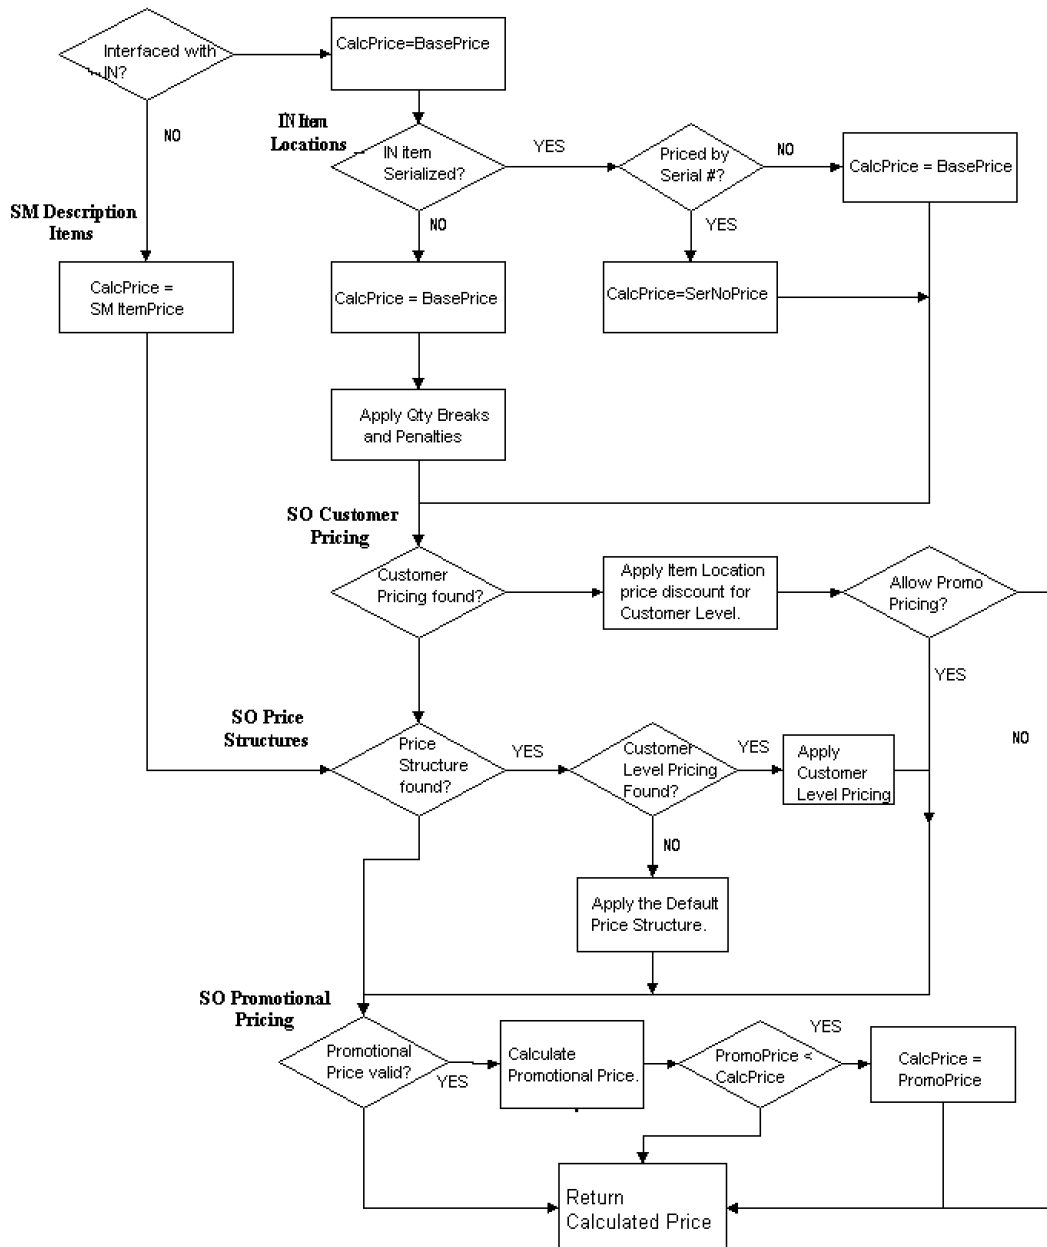 Interfaced with
IN?
CalcPrice=BasePrice
NO
IN Item
Locations
IN item
Serialized?
YES
Priced by
Serial #?
NO
CalcPrice = BasePrice
SM Description
Items
NO
YES
CalcPrice =
SM ItemPrice
CalcPrice = BasePrice
CalcPrice=SerNoPrice
Apply Qty Breaks
and Penalties
SO Customer
Pricing
Customer
Pricing found?
Apply Item Location
price discount for
Customer Level.
Allow Promo
Pricing?
YES
NO
SO Price
Structures
Price
Structure
found?
YES
Customer
Level Pricing
Found?
YES
Apply
Customer
Level Pricing
NO
Apply the Default
Price Structure.
SO Promotional
Pricing
Promotional
Price valid?
YES
Calculate
Promotional Price.
PromoPrice <
CalcPrice
YES
CalcPrice =
PromoPrice
Return
Calculated Price